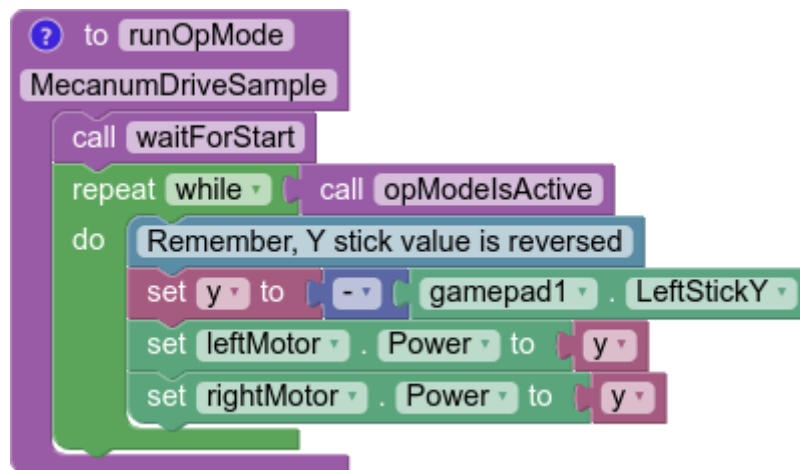 ? to runOpMode
MecanumDriveSample
call waitForStart
repeat while call opModeIsActive
do Remember, Y stick value is reversed
set y to - gamepad1 . LeftStickY
set leftMotor . Power to y
set rightMotor . Power to y